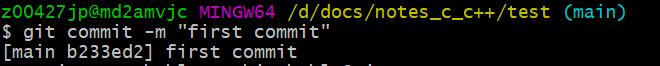 z00427jp@md2amvjc MINGW64 /d/docs/notes_c_c++/test (main)
$ git commit -m "first commit"
[main b233ed2] first commit